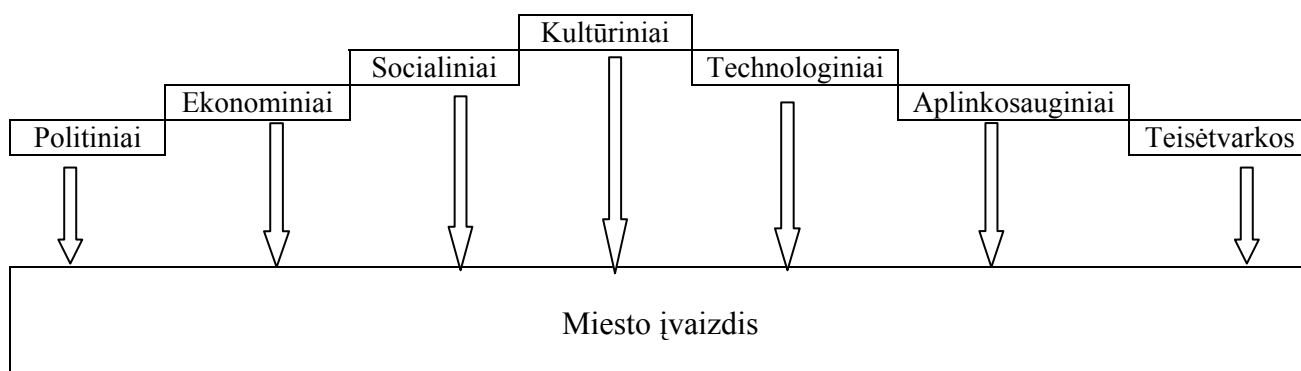 Kultūriniai
Socialiniai
Technologiniai
Ekonominiai
Aplinkosauginiai
Politiniai
Teisėtvarkos
Miesto įvaizdis